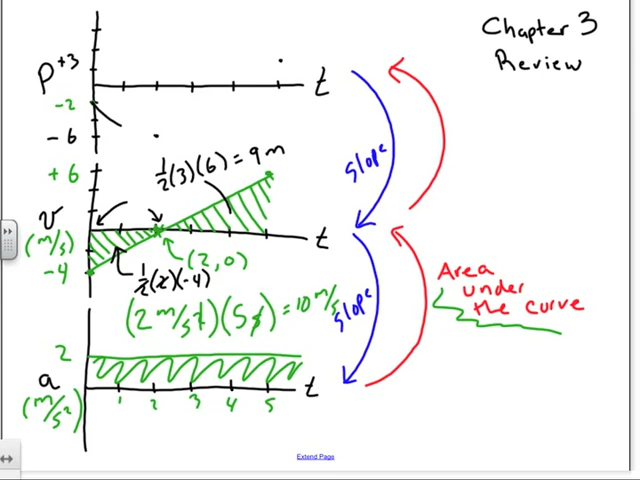 Chapter 3
Review
P
+3
-2
-6
t
slope
½(3)(6) = 9m
+6
v
(m/s)
-4
t
(2,0)
½(2)(-4)
(2 m/s²)(5s) = 10 m/s
slope
Area
under
the curve
2
a
(m/s²)
t
1 2 3 4 5
Extend Page